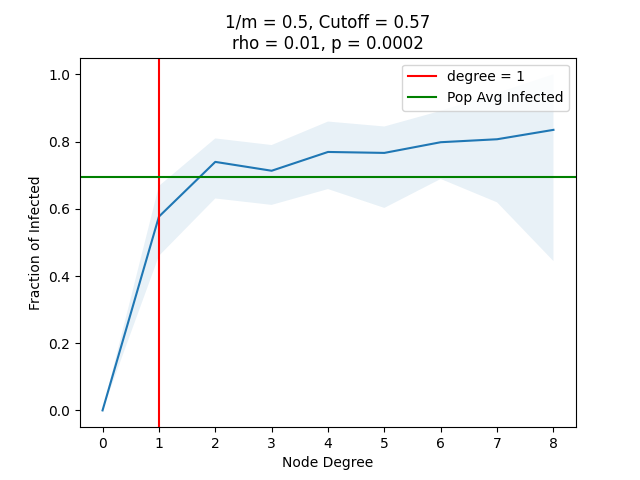 1/m = 0.5, Cutoff = 0.57
rho = 0.01, p = 0.0002
degree = 1
Pop Avg Infected
Fraction of Infected
1.0
0.8
0.6
0.4
0.2
0.0
0 1 2 3 4 5 6 7 8
Node Degree